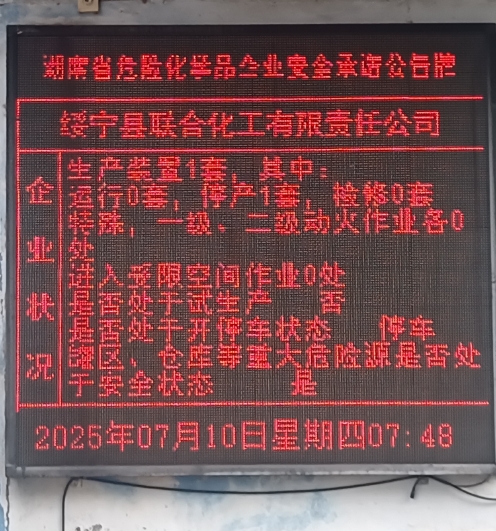 湖南省危险化学品企业安全承诺公告牌
绥宁县联合化工有限责任公司
企业状况
生产装置1套，其中：
运行0套，停产1套，检修0套
特殊，一级、二级动火作业各0
处
进入受限空间作业0处
是否处于试生产 否
是否处于开停车状态 停车
罐区、仓库等重大危险源是否处
于安全状态 是
2025年07月10日星期四07:48